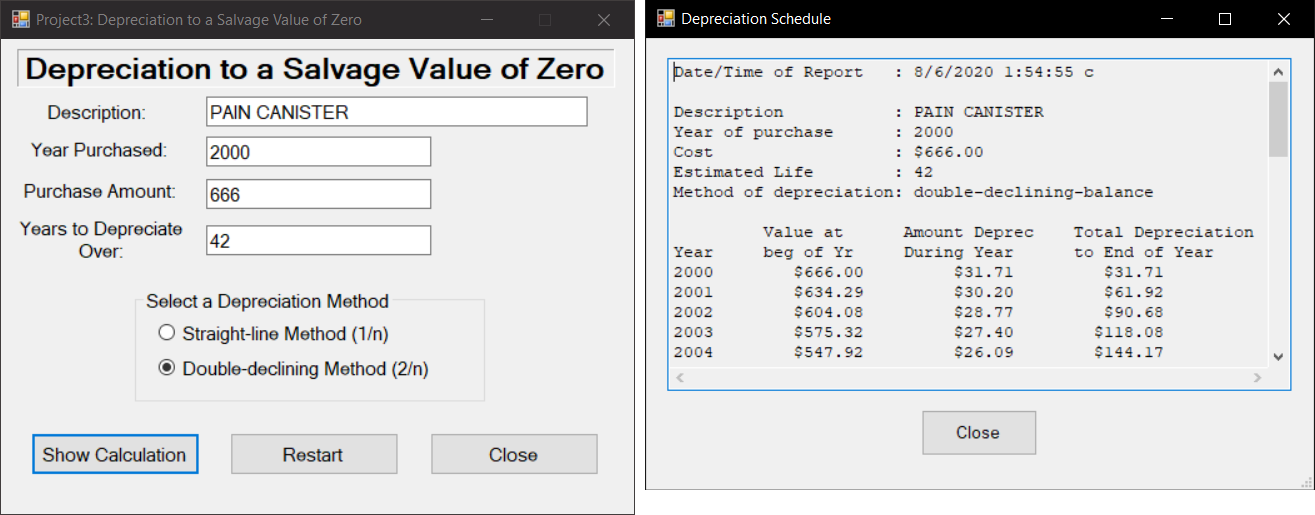 Project3: Depreciation to a Salvage Value of Zero
Depreciation to a Salvage Value of Zero
Description: PAIN CANISTER
Year Purchased: 2000
Purchase Amount: 666
Years to Depreciate
Over: 42
Select a Depreciation Method
Straight-line Method (1/n)
Double-declining Method (2/n)
Show Calculation Restart Close
Depreciation Schedule
Date/Time of Report : 8/6/2020 1:54:55 c
Description : PAIN CANISTER
Year of purchase : 2000
Cost : $666.00
Estimated Life : 42
Method of depreciation: double-declining-balance
Value at Amount Deprec Total Depreciation
Year beg of Yr During Year to End of Year
2000 $666.00 $31.71 $31.71
2001 $634.29 $30.20 $61.92
2002 $604.08 $28.77 $90.68
2003 $575.32 $27.40 $118.08
2004 $547.92 $26.09 $144.17
Close